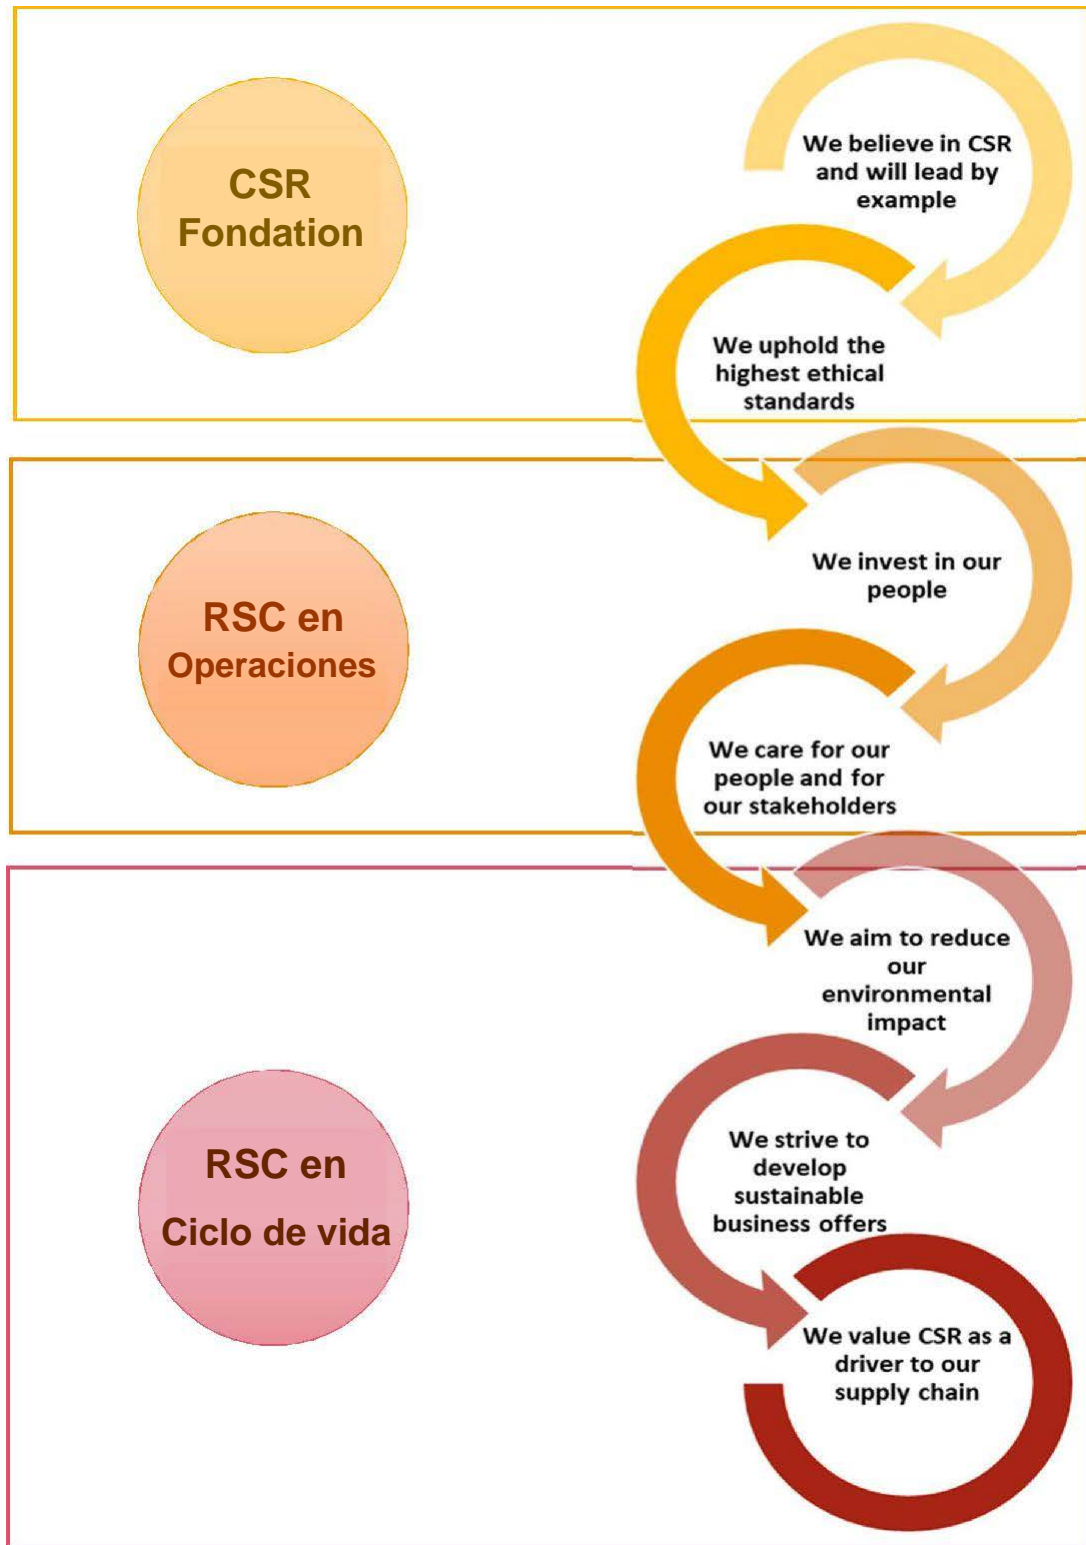 CSR
Fondation
We believe in CSR
and will lead by
example
We uphold the
highest ethical
standards
RSC en
Operaciones
We invest in our
people
We care for our
people and for
our stakeholders
RSC en
Ciclo de vida
We aim to reduce
our
environmental
impact
We strive to
develop
sustainable
business offers
We value CSR as a
driver to our
supply chain